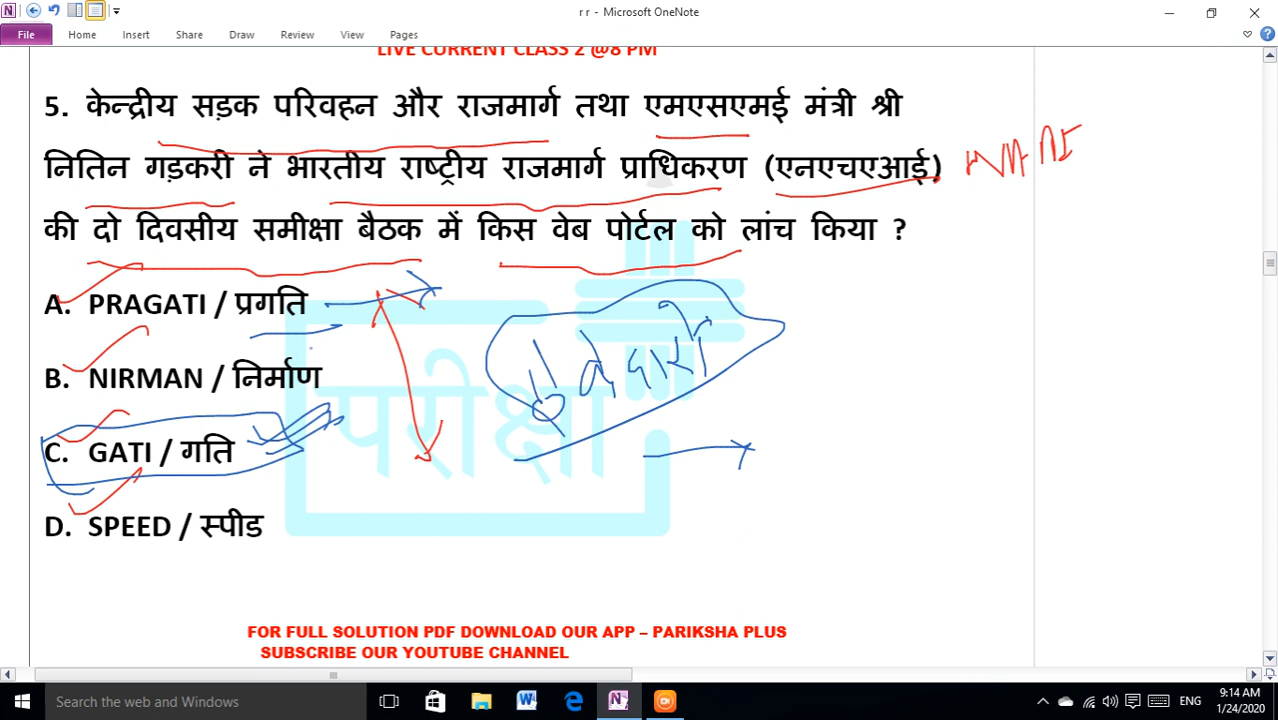 r r - Microsoft OneNote
File Home Insert Share Draw Review View Pages
LIVE CURRENT CLASS 2 @8 PM
5. केन्द्रीय सड़क परिवहन और राजमार्ग तथा एमएसएमई मंत्री श्री
नितिन गड़करी ने भारतीय राष्ट्रीय राजमार्ग प्राधिकरण (एनएचएआई)
की दो दिवसीय समीक्षा बैठक में किस वेब पोर्टल को लांच किया ?
A. PRAGATI / प्रगति
B. NIRMAN / निर्माण
परीक्षा
C. GATI / गति
D. SPEED / स्पीड
FOR FULL SOLUTION PDF DOWNLOAD OUR APP – PARIKSHA PLUS
SUBSCRIBE OUR YOUTUBE CHANNEL
Search the web and Windows
ENG
9:14 AM
1/24/2020